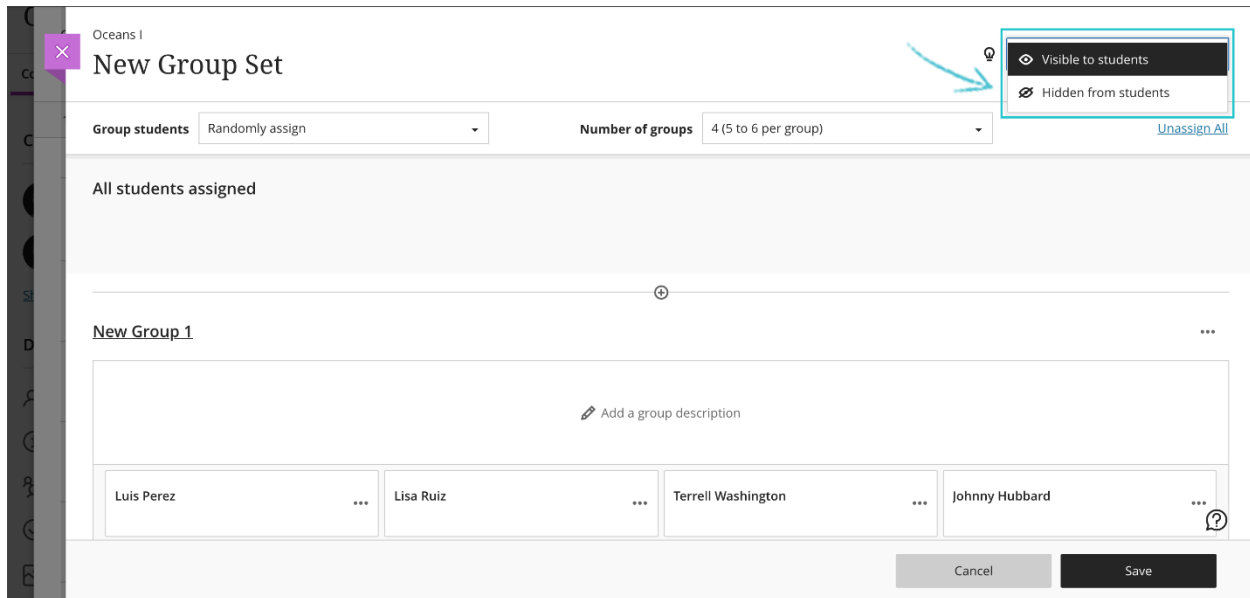 Oceans I
New Group Set
Visible to students
Hidden from students
Group students Randomly assign Number of groups 4 (5 to 6 per group) Unassign All
All students assigned
New Group 1
Add a group description
Luis Perez Lisa Ruiz Terrell Washington Johnny Hubbard
Cancel Save